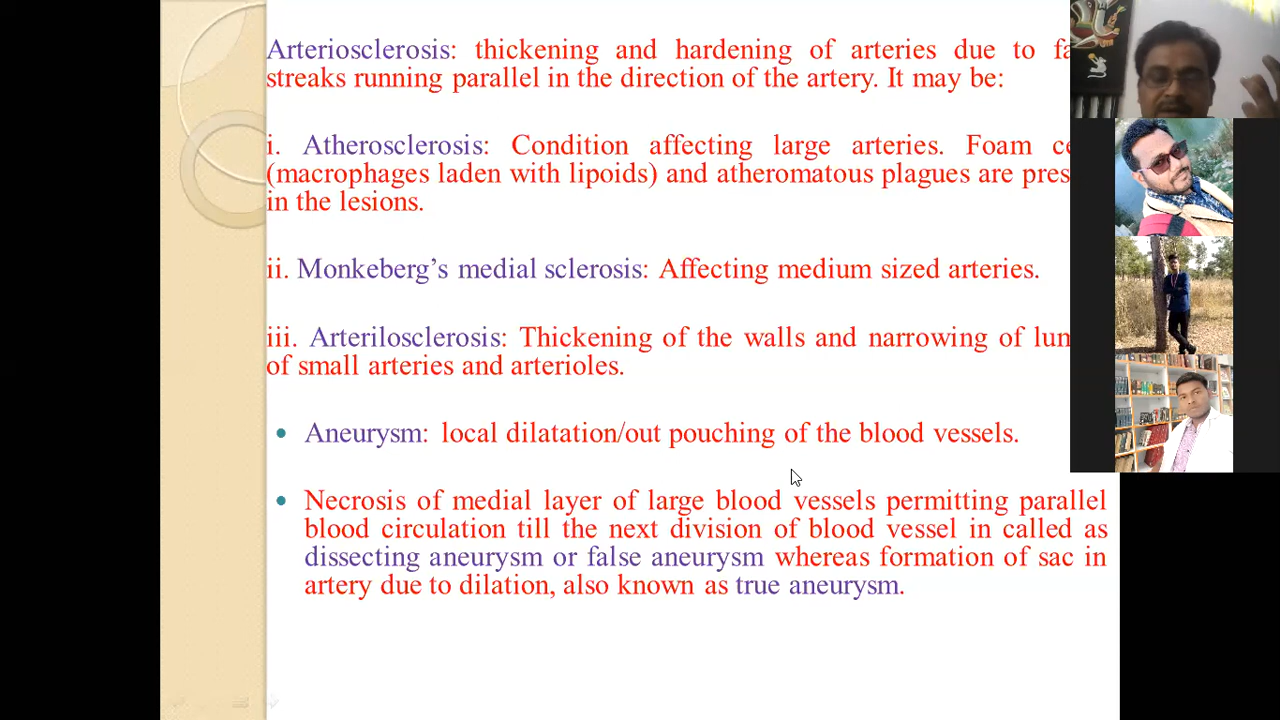 Arteriosclerosis: thickening and hardening of arteries due to
streaks running parallel in the direction of the artery. It may be:
i. Atherosclerosis: Condition affecting large arteries. Foam
(macrophages laden with lipoids) and atheromatous plagues are
in the lesions.
ii. Monkeberg’s medial sclerosis: Affecting medium sized arteries.
iii. Arterilosclerosis: Thickening of the walls and narrowing of
of small arteries and arterioles.
• Aneurysm: local dilatation/out pouching of the blood vessels.
• Necrosis of medial layer of large blood vessels permitting parallel
blood circulation till the next division of blood vessel in called as
dissecting aneurysm or false aneurysm whereas formation of sac in
artery due to dilation, also known as true aneurysm.